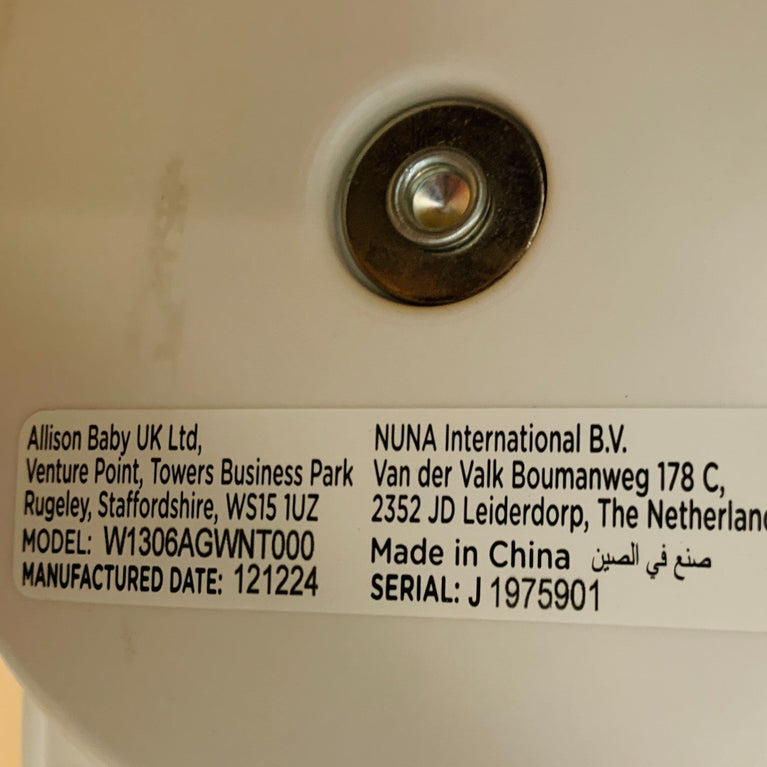 Allison Baby UK Ltd,
Venture Point, Towers Business Park
Rugeley, Staffordshire, WS15 1UZ
MODEL: W1306AGWNT000
MANUFACTURED DATE: 121224
NUNA International B.V.
Van der Valk Boumanweg 178 C,
2352 JD Leiderdorp, The Netherlan
Made in China صنع في الصين
SERIAL: J 1975901